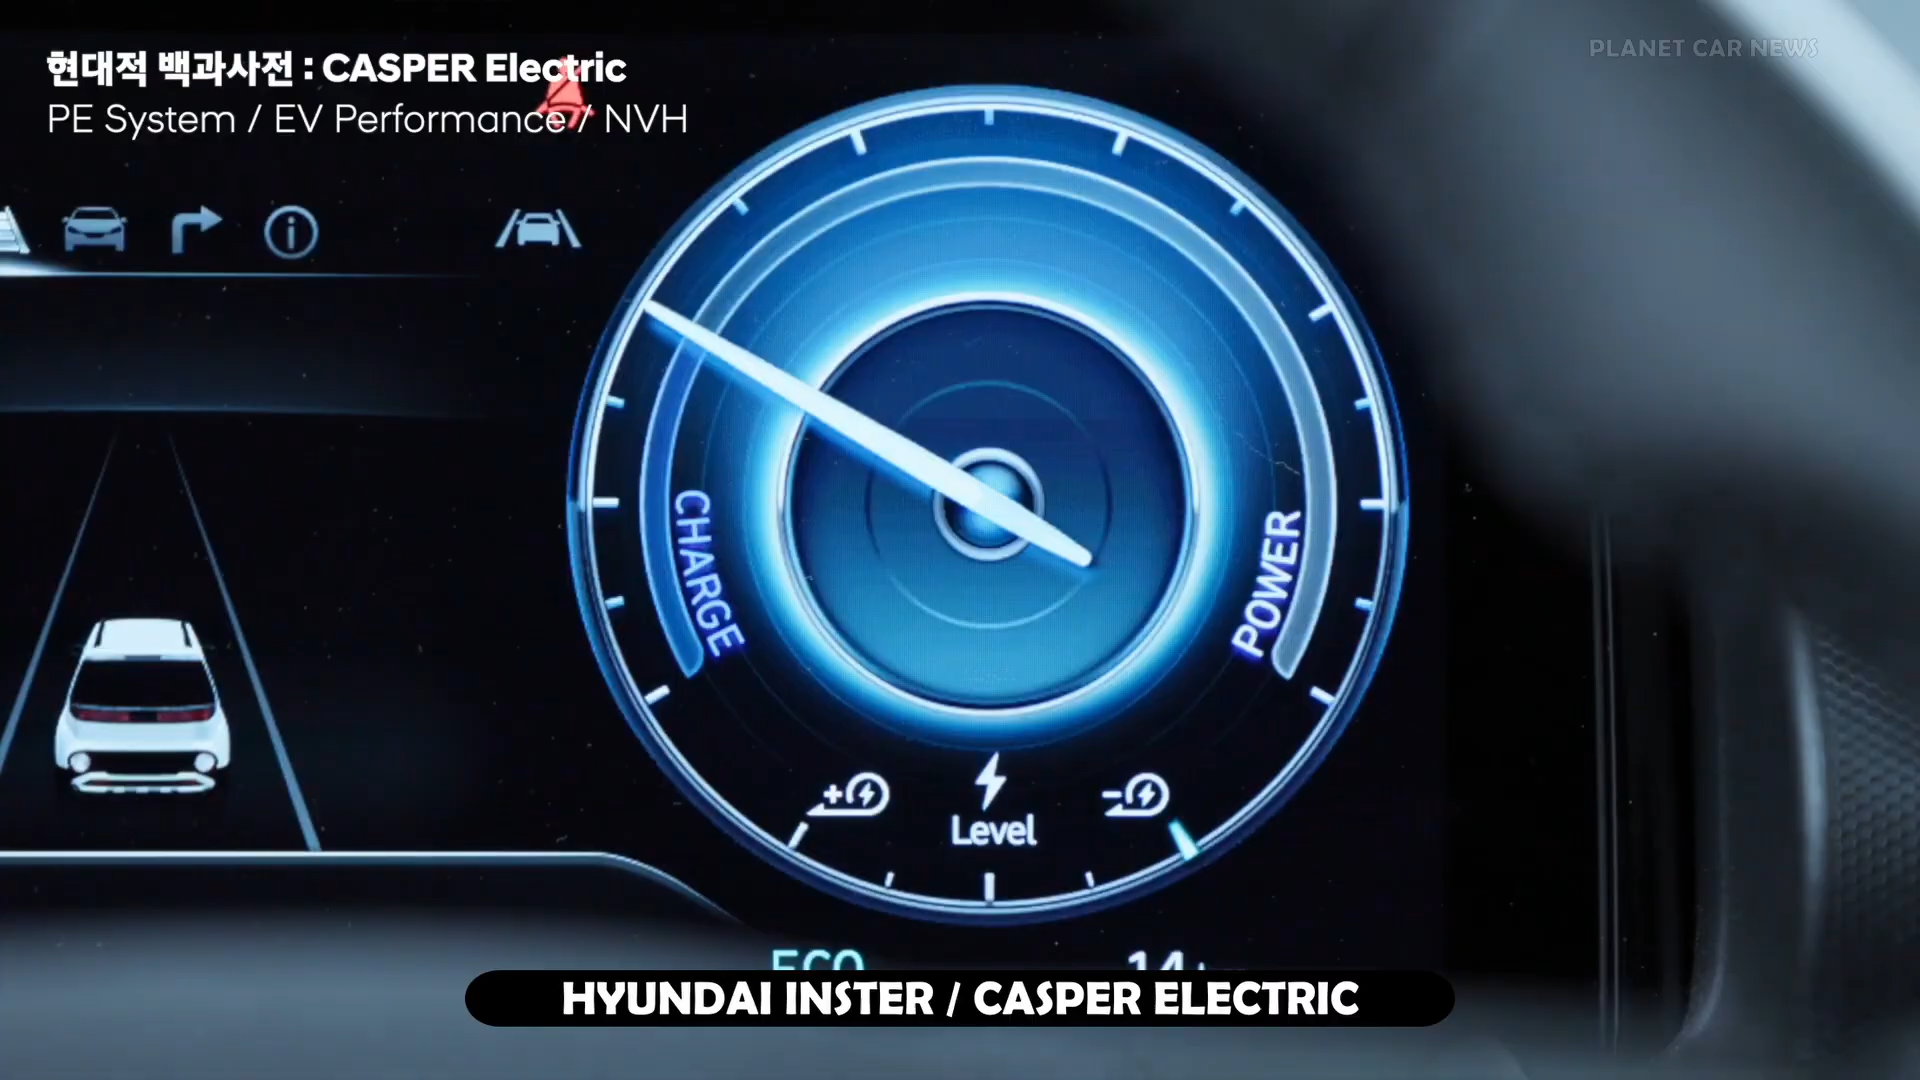 현대적 백과사전 : CASPER Electric
PE System / EV Performance / NVH
PLANET CAR NEWS
CHARGE
POWER
Level
ECO
HYUNDAI INSTER / CASPER ELECTRIC